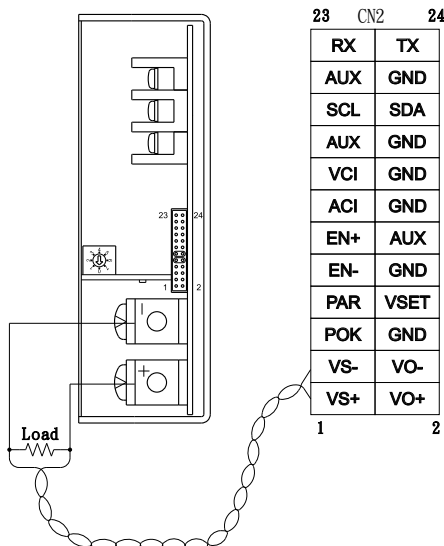 23 CN2 24
RX TX
AUX GND
SCL SDA
AUX GND
VCI GND
ACI GND
EN+ AUX
EN- GND
PAR VSET
POK GND
VS- VO-
VS+ VO+
1 2
23 24
1 2
-
+
Load